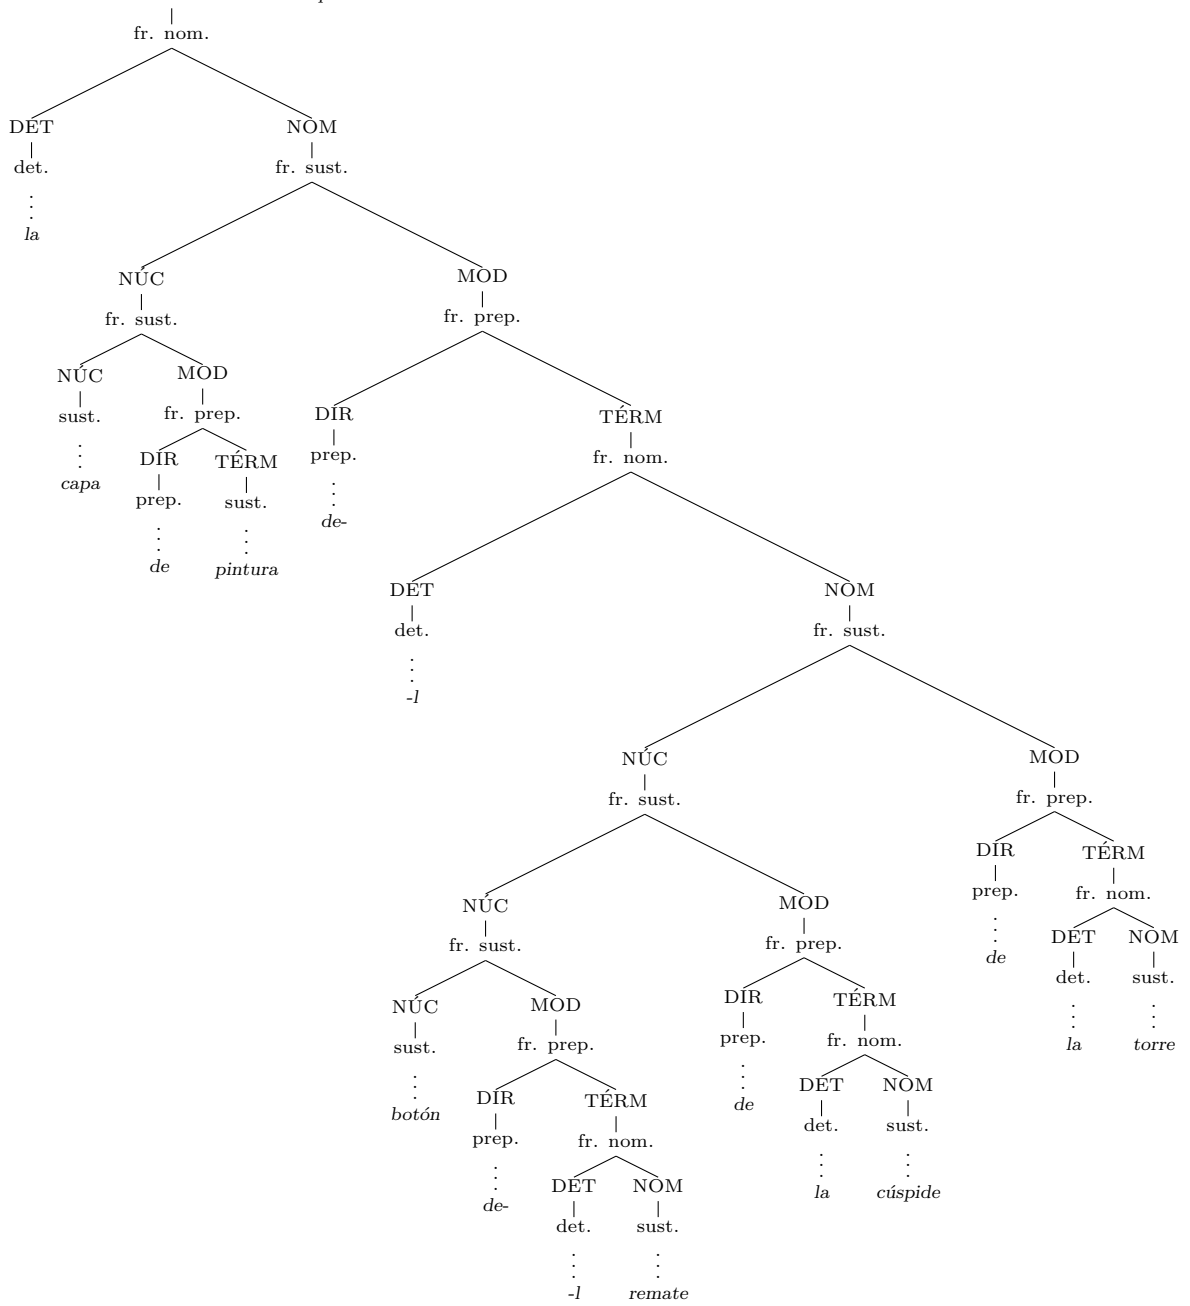 fr. nom.
DET NOM
det. fr. sust.
la
NÚC MOD
fr. sust. fr. prep.
NÚC MOD
sust. fr. prep.
DIR TÉRM
prep. fr. nom.
DIR TÉRM
capa
prep. sust.
de-
de pintura
DET NOM
det. fr. sust.
-l
NÚC MOD
fr. sust. fr. prep.
DIR TÉRM
prep. fr. nom.
NÚC MOD
DET NOM
fr. sust. fr. prep.
de
det. sust.
DIR TÉRM
NÚC MOD
prep. fr. nom.
sust. fr. prep.
la torre
DET NOM
DIR TÉRM
de
botón
det. sust.
prep. fr. nom.
DET NOM
la cúspide
de-
det. sust.
-l remate